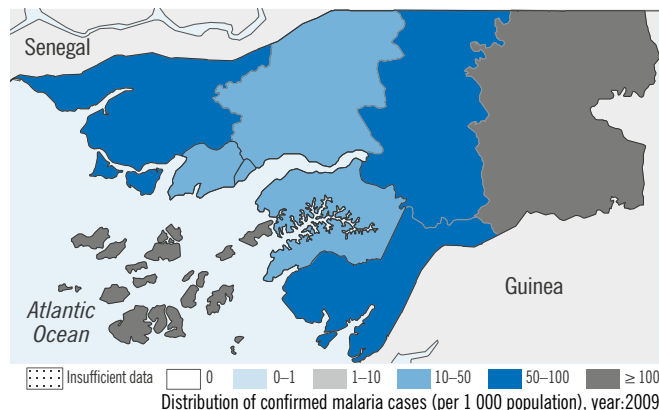 Senegal
Guinea
Atlantic
Ocean
Insufficient data 0 0–1 1–10 10–50 50–100 ≥ 100
Distribution of confirmed malaria cases (per 1 000 population), year:2009